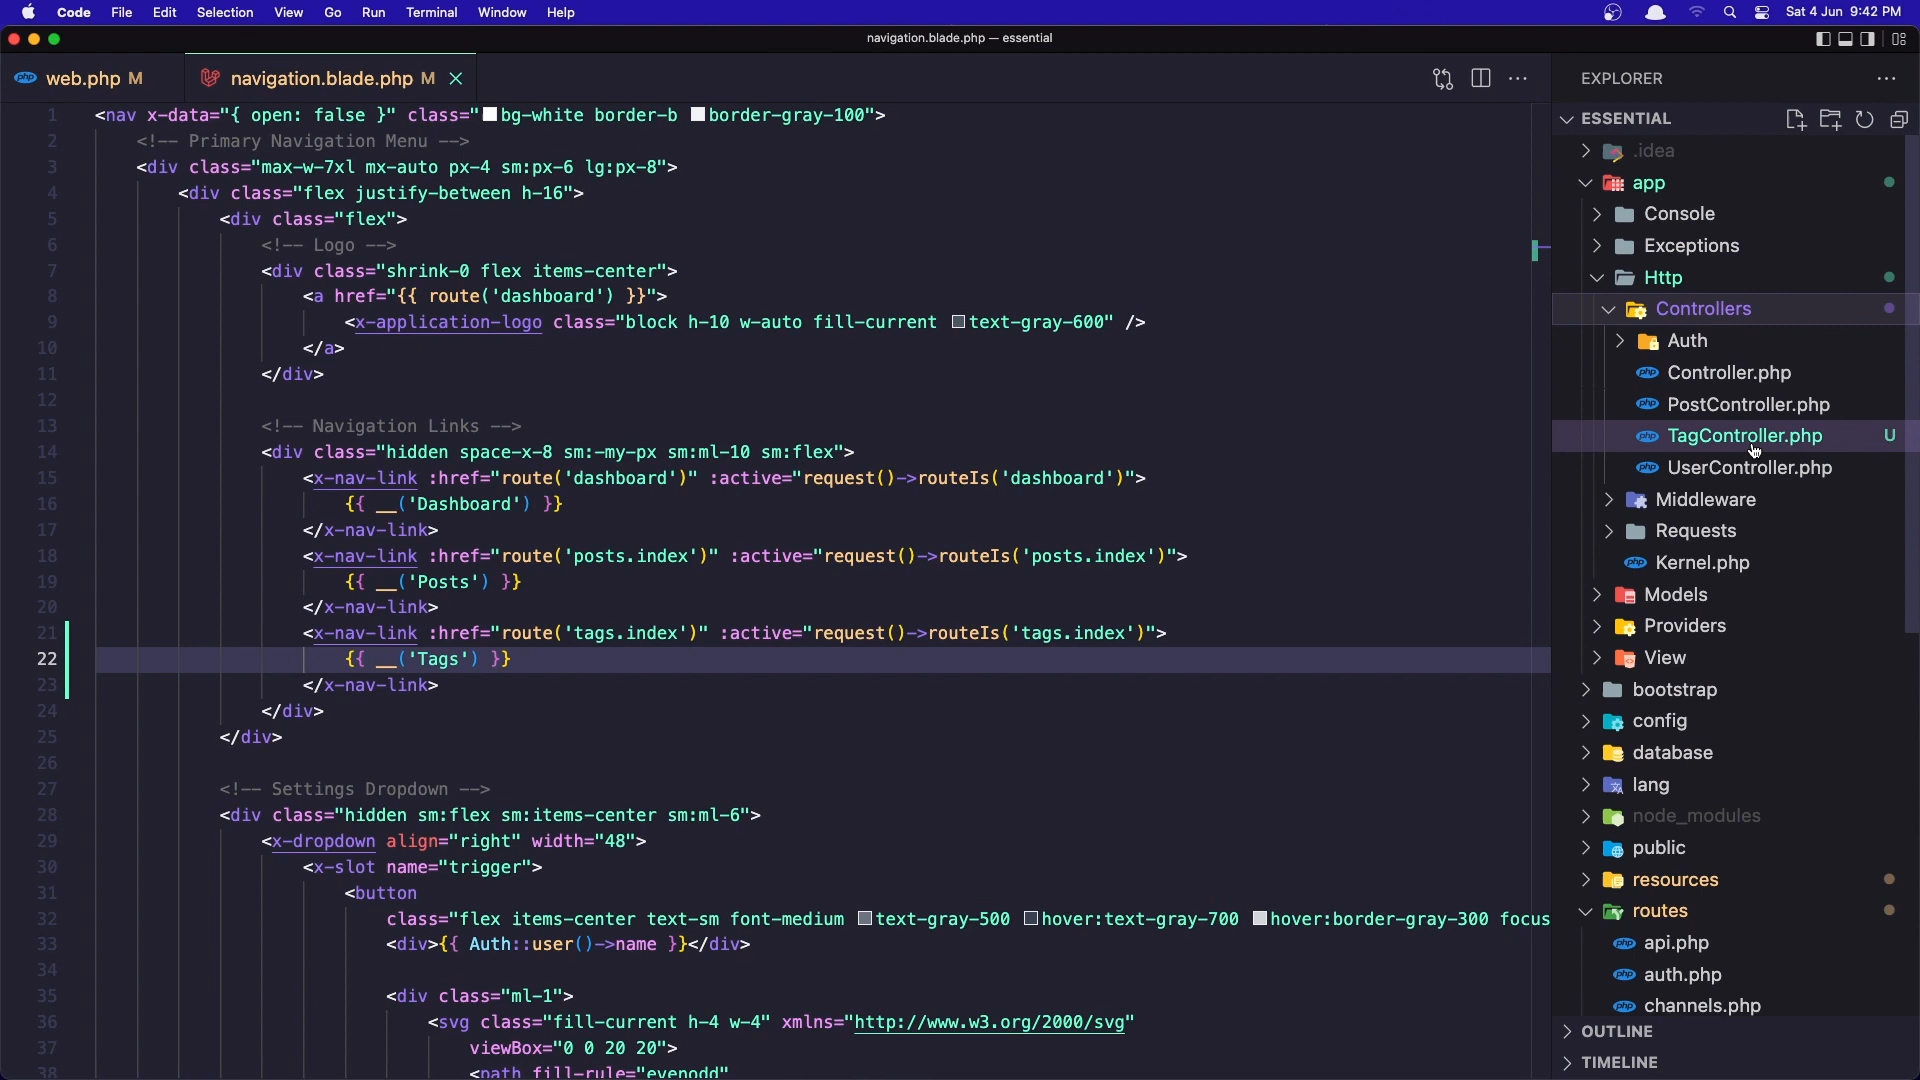 Code File Edit Selection View Go Run Terminal Window Help Sat 4 Jun 9:42 PM
navigation.blade.php — essential
php web.php M navigation.blade.php M
1 <nav x-data="{ open: false }" class="bg-white border-b border-gray-100">
2 <!-- Primary Navigation Menu -->
3 <div class="max-w-7xl mx-auto px-4 sm:px-6 lg:px-8">
4 <div class="flex justify-between h-16">
5 <div class="flex">
6 <!-- Logo -->
7 <div class="shrink-0 flex items-center">
8 <a href="{{ route('dashboard') }}">
9 <x-application-logo class="block h-10 w-auto fill-current text-gray-600" />
10 </a>
11 </div>
12
13 <!-- Navigation Links -->
14 <div class="hidden space-x-8 sm:-my-px sm:ml-10 sm:flex">
15 <x-nav-link :href="route('dashboard')" :active="request()->routeIs('dashboard')">
16 {{ __('Dashboard') }}
17 </x-nav-link>
18 <x-nav-link :href="route('posts.index')" :active="request()->routeIs('posts.index')">
19 {{ __('Posts') }}
20 </x-nav-link>
21 <x-nav-link :href="route('tags.index')" :active="request()->routeIs('tags.index')">
22 {{ __('Tags') }}
23 </x-nav-link>
24 </div>
25 </div>
26
27 <!-- Settings Dropdown -->
28 <div class="hidden sm:flex sm:items-center sm:ml-6">
29 <x-dropdown align="right" width="48">
30 <x-slot name="trigger">
31 <button
32 class="flex items-center text-sm font-medium text-gray-500 hover:text-gray-700 hover:border-gray-300 focus
33 <div>{{ Auth::user()->name }}</div>
34
35 <div class="ml-1">
36 <svg class="fill-current h-4 w-4" xmlns="http://www.w3.org/2000/svg"
37 viewBox="0 0 20 20">
38 <path fill-rule="evenodd"
EXPLORER
ESSENTIAL
.idea
app
Console
Exceptions
Http
Controllers
Auth
php Controller.php
php PostController.php
php TagController.php U
php UserController.php
Middleware
Requests
php Kernel.php
Models
Providers
View
bootstrap
config
database
lang
node_modules
public
resources
routes
php api.php
php auth.php
php channels.php
OUTLINE
TIMELINE